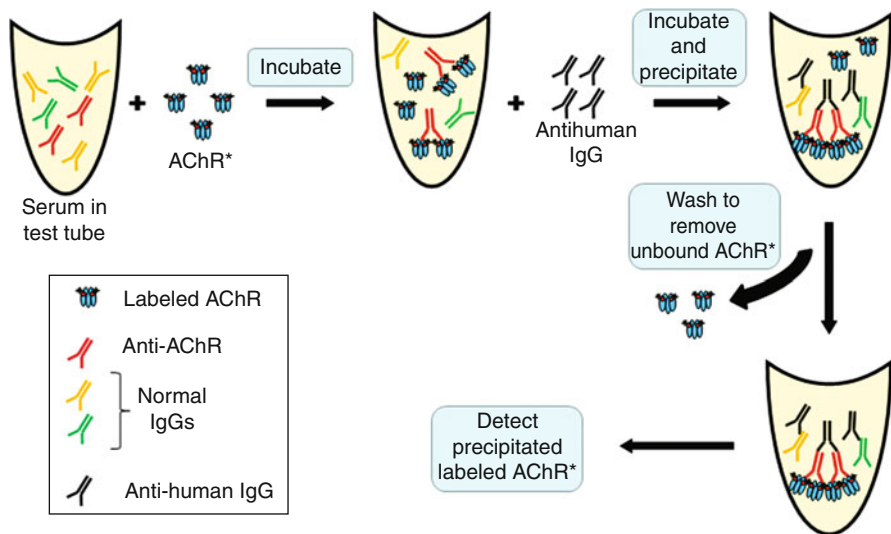 Serum in
test tube
AChR*
Incubate
Antihuman
IgG
Incubate
and
precipitate
Wash to
remove
unbound AChR*
Detect
precipitated
labeled AChR*
Labeled AChR
Anti-AChR
Normal
IgGs
Anti-human IgG